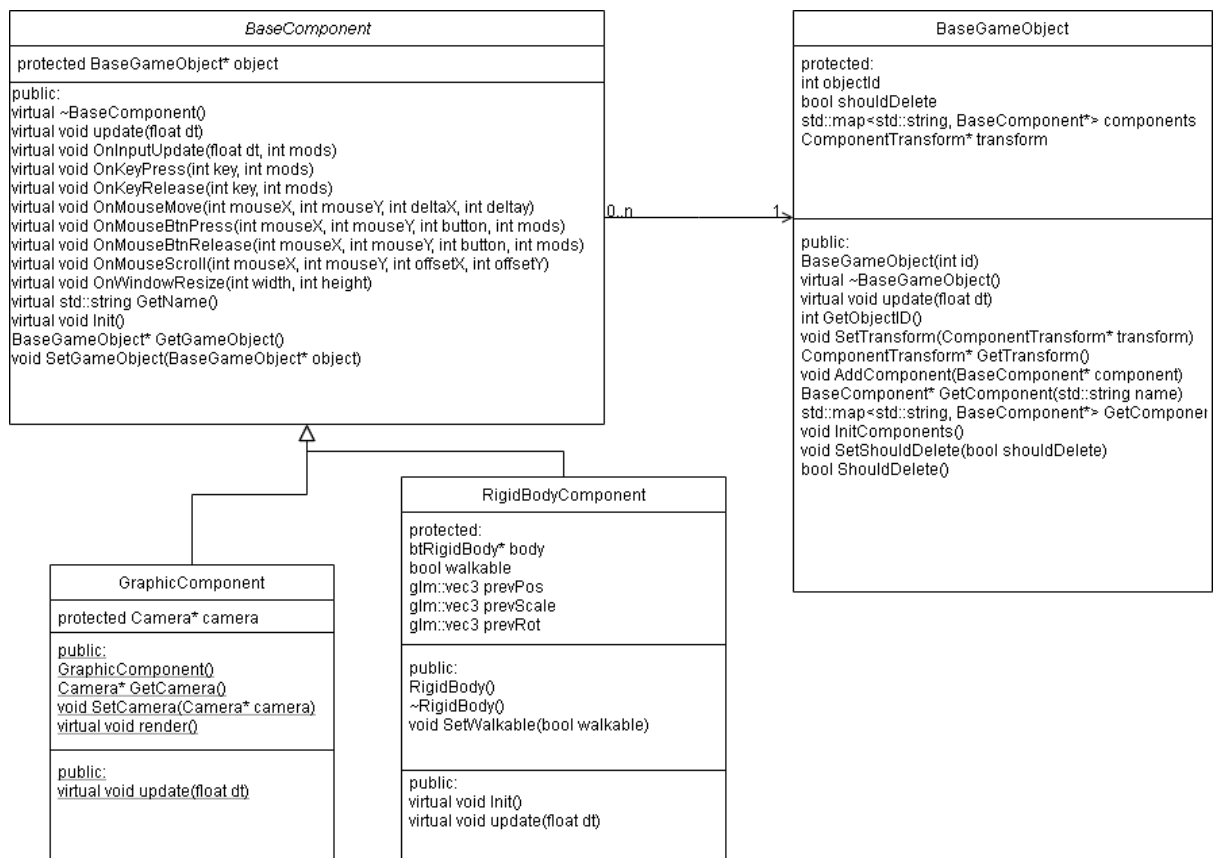 BaseComponent
protected BaseGameObject* object
public:
virtual ~BaseComponent()
virtual void update(float dt)
virtual void OnInputUpdate(float dt, int mods)
virtual void OnKeyPress(int key, int mods)
virtual void OnKeyRelease(int key, int mods)
virtual void OnMouseMove(int mouseX, int mouseY, int deltaX, int deltay)
virtual void OnMouseBtnPress(int mouseX, int mouseY, int button, int mods)
virtual void OnMouseBtnRelease(int mouseX, int mouseY, int button, int mods)
virtual void OnMouseScroll(int mouseX, int mouseY, int offsetX, int offsetY)
virtual void OnWindowResize(int width, int height)
virtual std::string GetName()
virtual void Init()
BaseGameObject* GetGameObject()
void SetGameObject(BaseGameObject* object)
0..n
1
BaseGameObject
protected:
int objectId
bool shouldDelete
std::map<std::string, BaseComponent*> components
ComponentTransform* transform
public:
BaseGameObject(int id)
virtual ~BaseGameObject()
virtual void update(float dt)
int GetObjectID()
void SetTransform(ComponentTransform* transform)
ComponentTransform* GetTransform()
void AddComponent(BaseComponent* component)
BaseComponent* GetComponent(std::string name)
std::map<std::string, BaseComponent*> GetComponer
void InitComponents()
void SetShouldDelete(bool shouldDelete)
bool ShouldDelete()
GraphicComponent
protected Camera* camera
public:
GraphicComponent()
Camera* GetCamera()
void SetCamera(Camera* camera)
virtual void render()
public:
virtual void update(float dt)
RigidBodyComponent
protected:
btRigidBody* body
bool walkable
glm::vec3 prevPos
glm::vec3 prevScale
glm::vec3 prevRot
public:
RigidBody()
~RigidBody()
void SetWalkable(bool walkable)
public:
virtual void Init()
virtual void update(float dt)